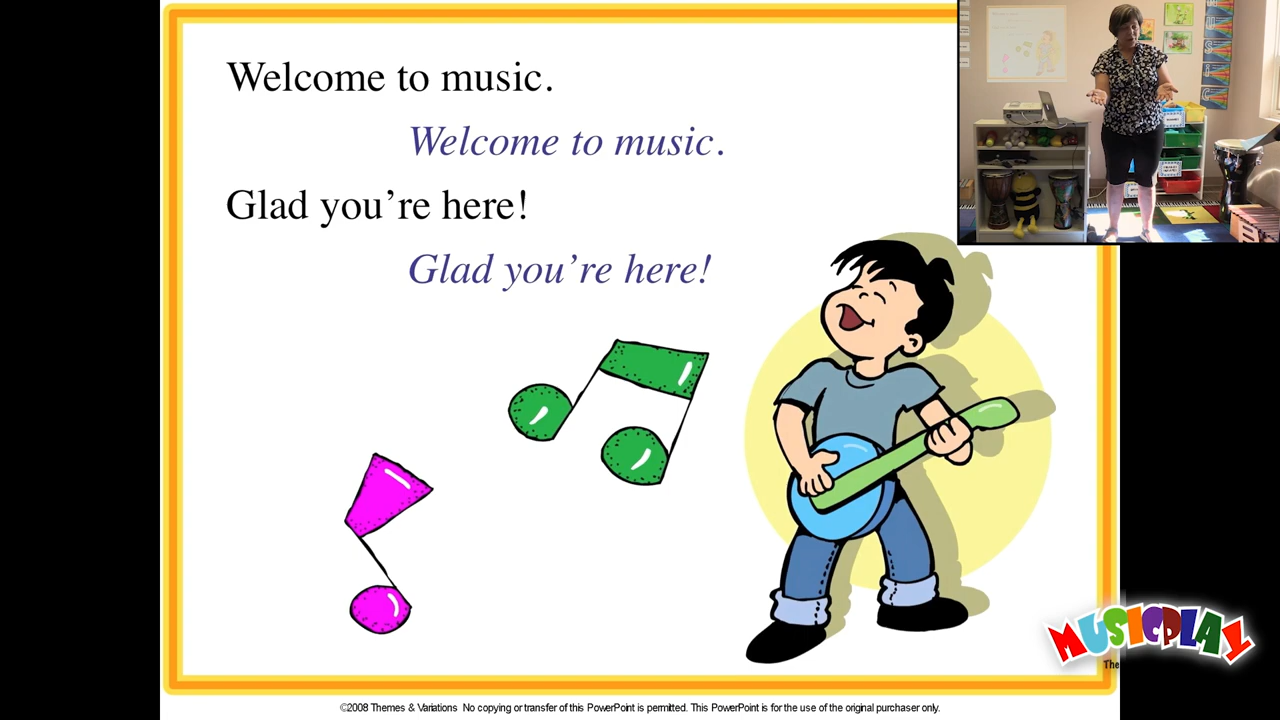 Welcome to music.
Welcome to music.
Glad you're here!
Glad you're here!
MUSICPLAY
The
©2008 Themes & Variations No copying or transfer of this PowerPoint is permitted. This PowerPoint is for the use of the original purchaser only.